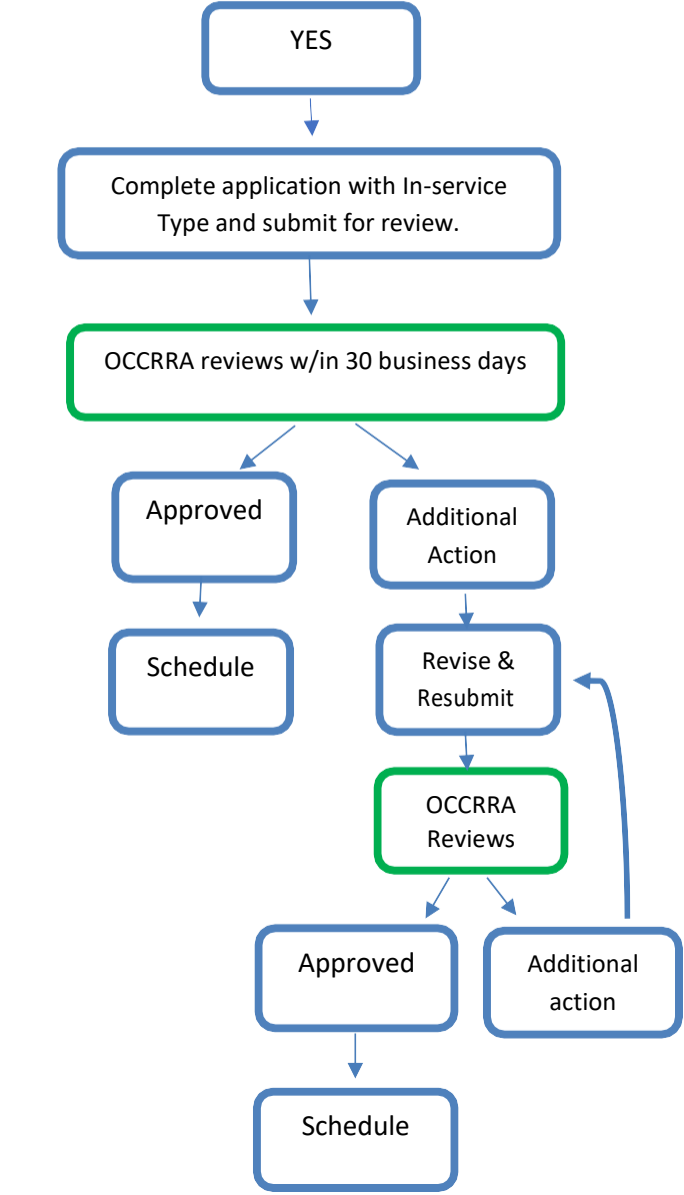 YES
Complete application with In-service
Type and submit for review.
OCCRRA reviews w/in 30 business days
Approved
Additional
Action
Schedule
Revise &
Resubmit
OCCRRA
Reviews
Approved
Additional
action
Schedule